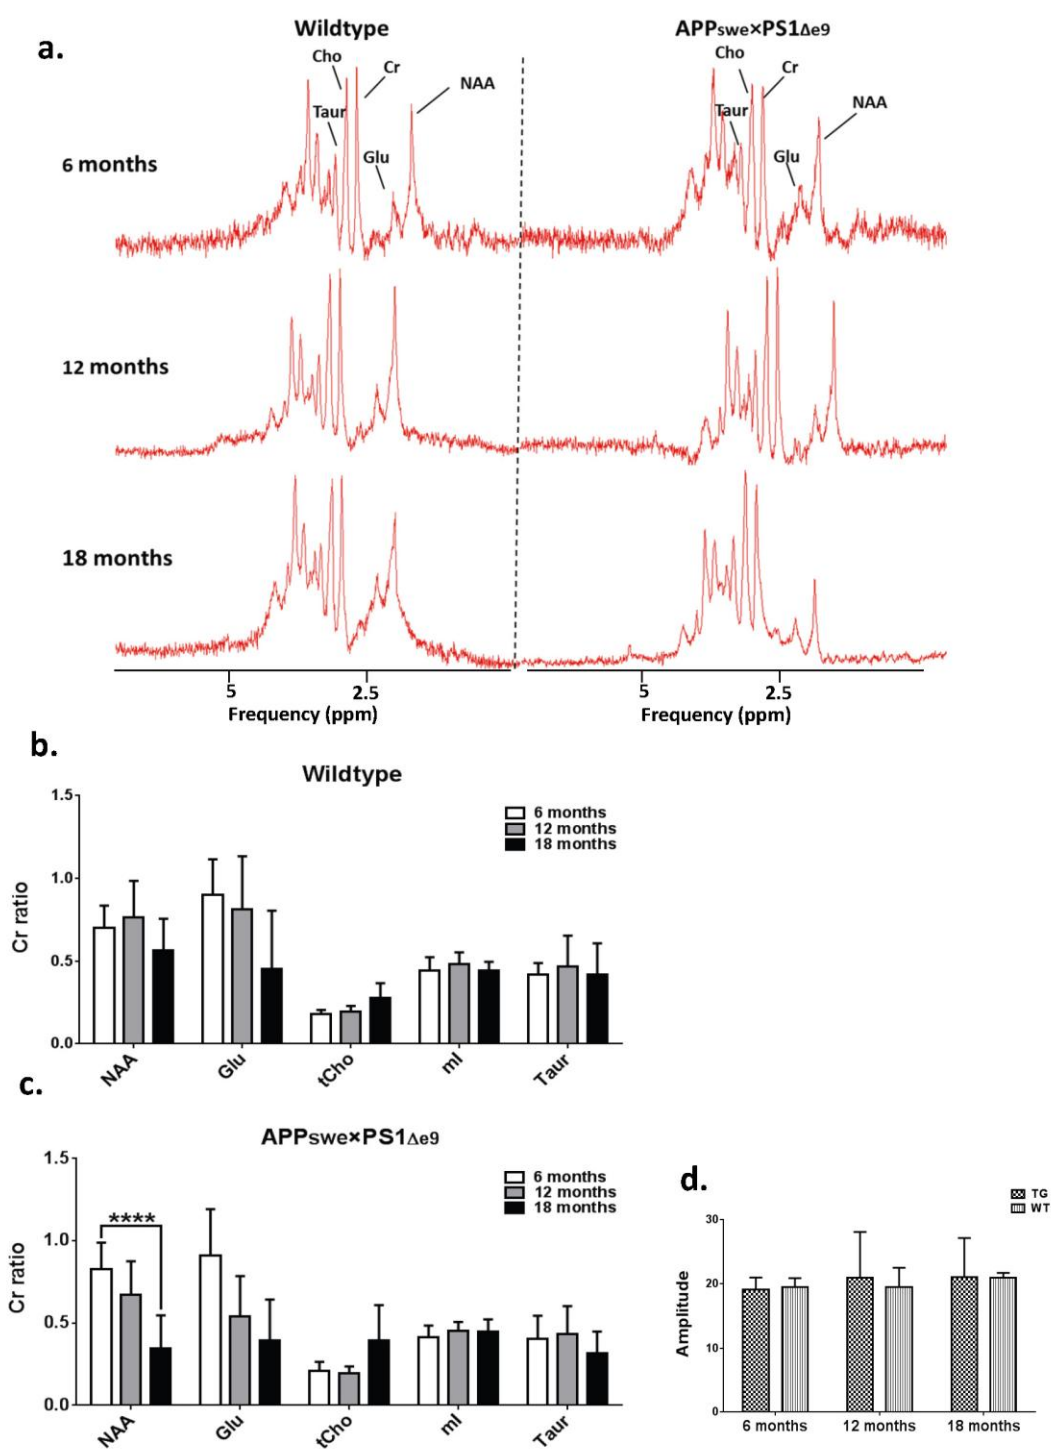 a.
Wildtype
APPswe×PS1Δe9
Cho
Cr
NAA
Taur
Glu
Cho
Cr
NAA
Taur
Glu
6 months
12 months
18 months
5
2.5
5
2.5
Frequency (ppm)
Frequency (ppm)
b.
Wildtype
Cr ratio
1.5
1.0
0.5
0.0
6 months
12 months
18 months
NAA
Glu
tCho
mI
Taur
c.
APPswe×PS1Δe9
Cr ratio
1.5
1.0
0.5
0.0
****
6 months
12 months
18 months
NAA
Glu
tCho
mI
Taur
d.
TG
WT
Amplitude
30
20
10
0
6 months
12 months
18 months